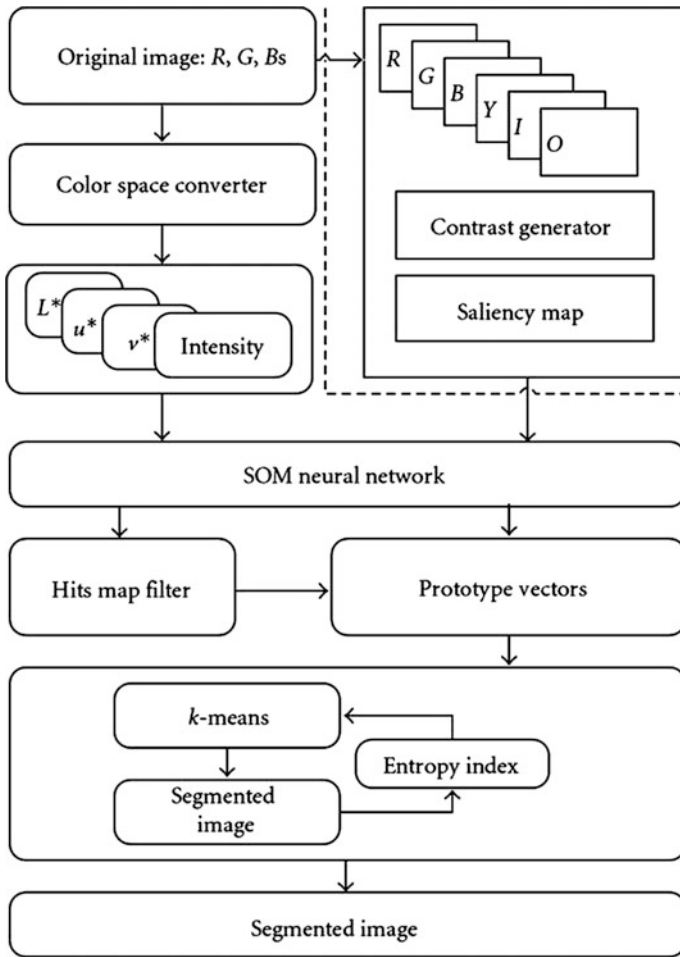 Original image: R, G, Bs
R
G
B
Y
I
O
Color space converter
Contrast generator
Saliency map
L*
u*
v*
Intensity
SOM neural network
Hits map filter
Prototype vectors
k-means
Entropy index
Segmented
image
Segmented image